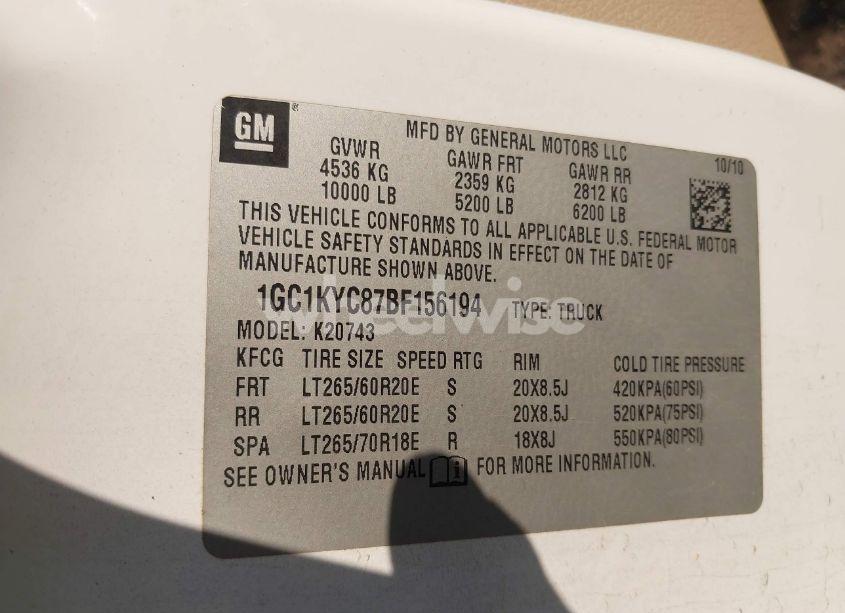 GM ®
MFD BY GENERAL MOTORS LLC
GVWR GAWR FRT GAWR RR 10/10
4536 KG 2359 KG 2812 KG
10000 LB 5200 LB 6200 LB
THIS VEHICLE CONFORMS TO ALL APPLICABLE U.S. FEDERAL MOTOR
VEHICLE SAFETY STANDARDS IN EFFECT ON THE DATE OF
MANUFACTURE SHOWN ABOVE.
1GC1KYC87BF156194 TYPE: TRUCK
wheelwise
MODEL: K20743
KFCG TIRE SIZE SPEED RTG RIM COLD TIRE PRESSURE
FRT LT265/60R20E S 20X8.5J 420KPA(60PSI)
RR LT265/60R20E S 20X8.5J 520KPA(75PSI)
SPA LT265/70R18E R 18X8J 550KPA(80PSI)
SEE OWNER'S MANUAL FOR MORE INFORMATION.